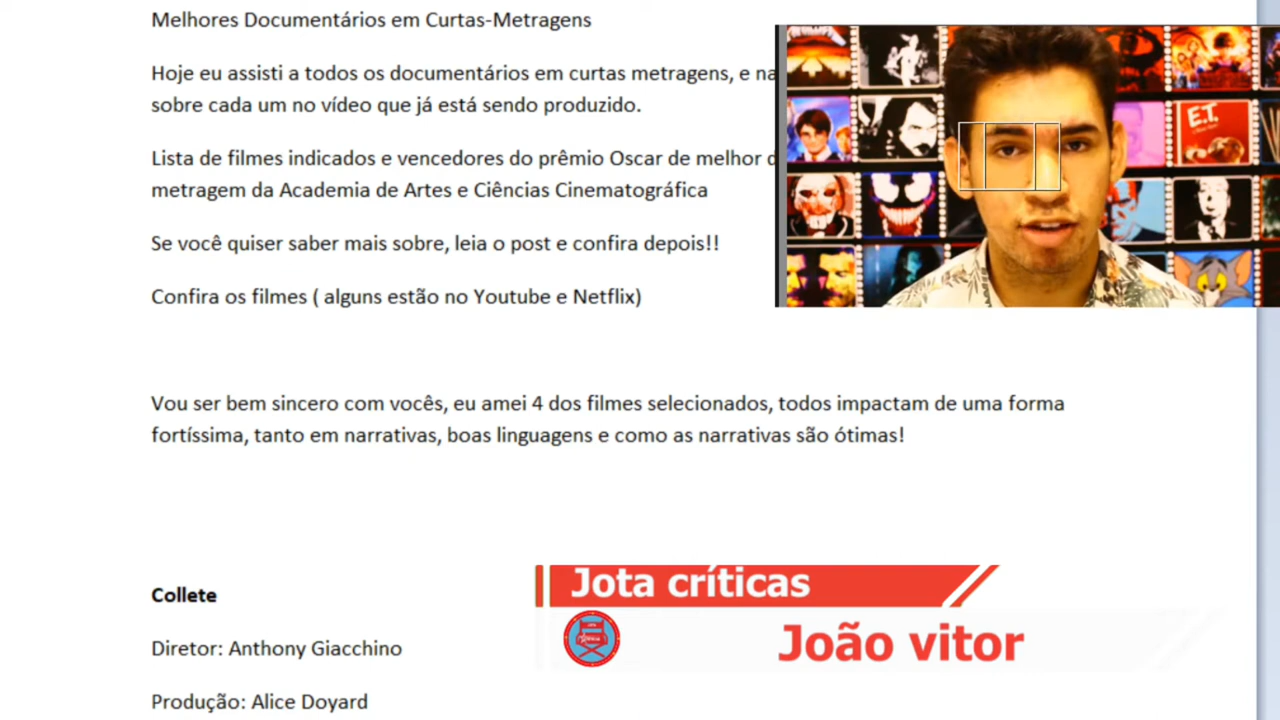 Melhores Documentários em Curtas-Metragens
Hoje eu assisti a todos os documentários em curtas metragens, e na
sobre cada um no vídeo que já está sendo produzido.
Lista de filmes indicados e vencedores do prêmio Oscar de melhor d
metragem da Academia de Artes e Ciências Cinematográfica
Se você quiser saber mais sobre, leia o post e confira depois!!
Confira os filmes ( alguns estão no Youtube e Netflix)
E.T.
Vou ser bem sincero com vocês, eu amei 4 dos filmes selecionados, todos impactam de uma forma
fortíssima, tanto em narrativas, boas linguagens e como as narrativas são ótimas!
Collete
Diretor: Anthony Giacchino
Produção: Alice Doyard
Jota críticas
João vitor